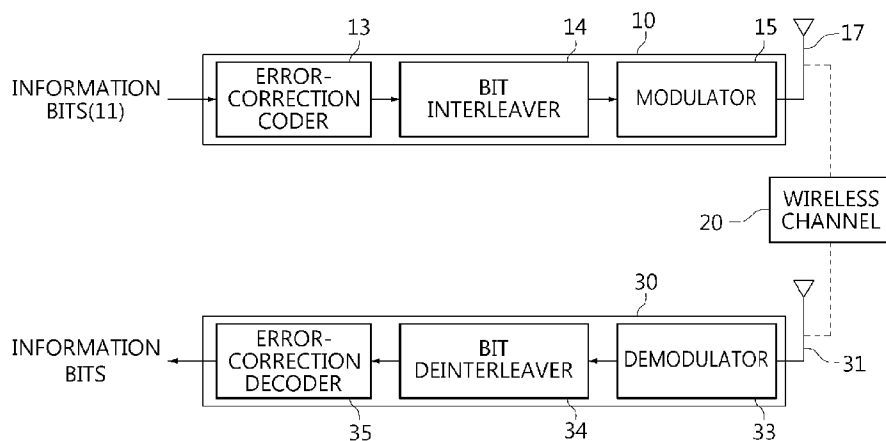 13
14
10
15
17
INFORMATION
BITS(11)
ERROR-
CORRECTION
CODER
BIT
INTERLEAVER
MODULATOR
20
WIRELESS
CHANNEL
30
INFORMATION
BITS
ERROR-
CORRECTION
DECODER
BIT
DEINTERLEAVER
DEMODULATOR
31
35
34
33